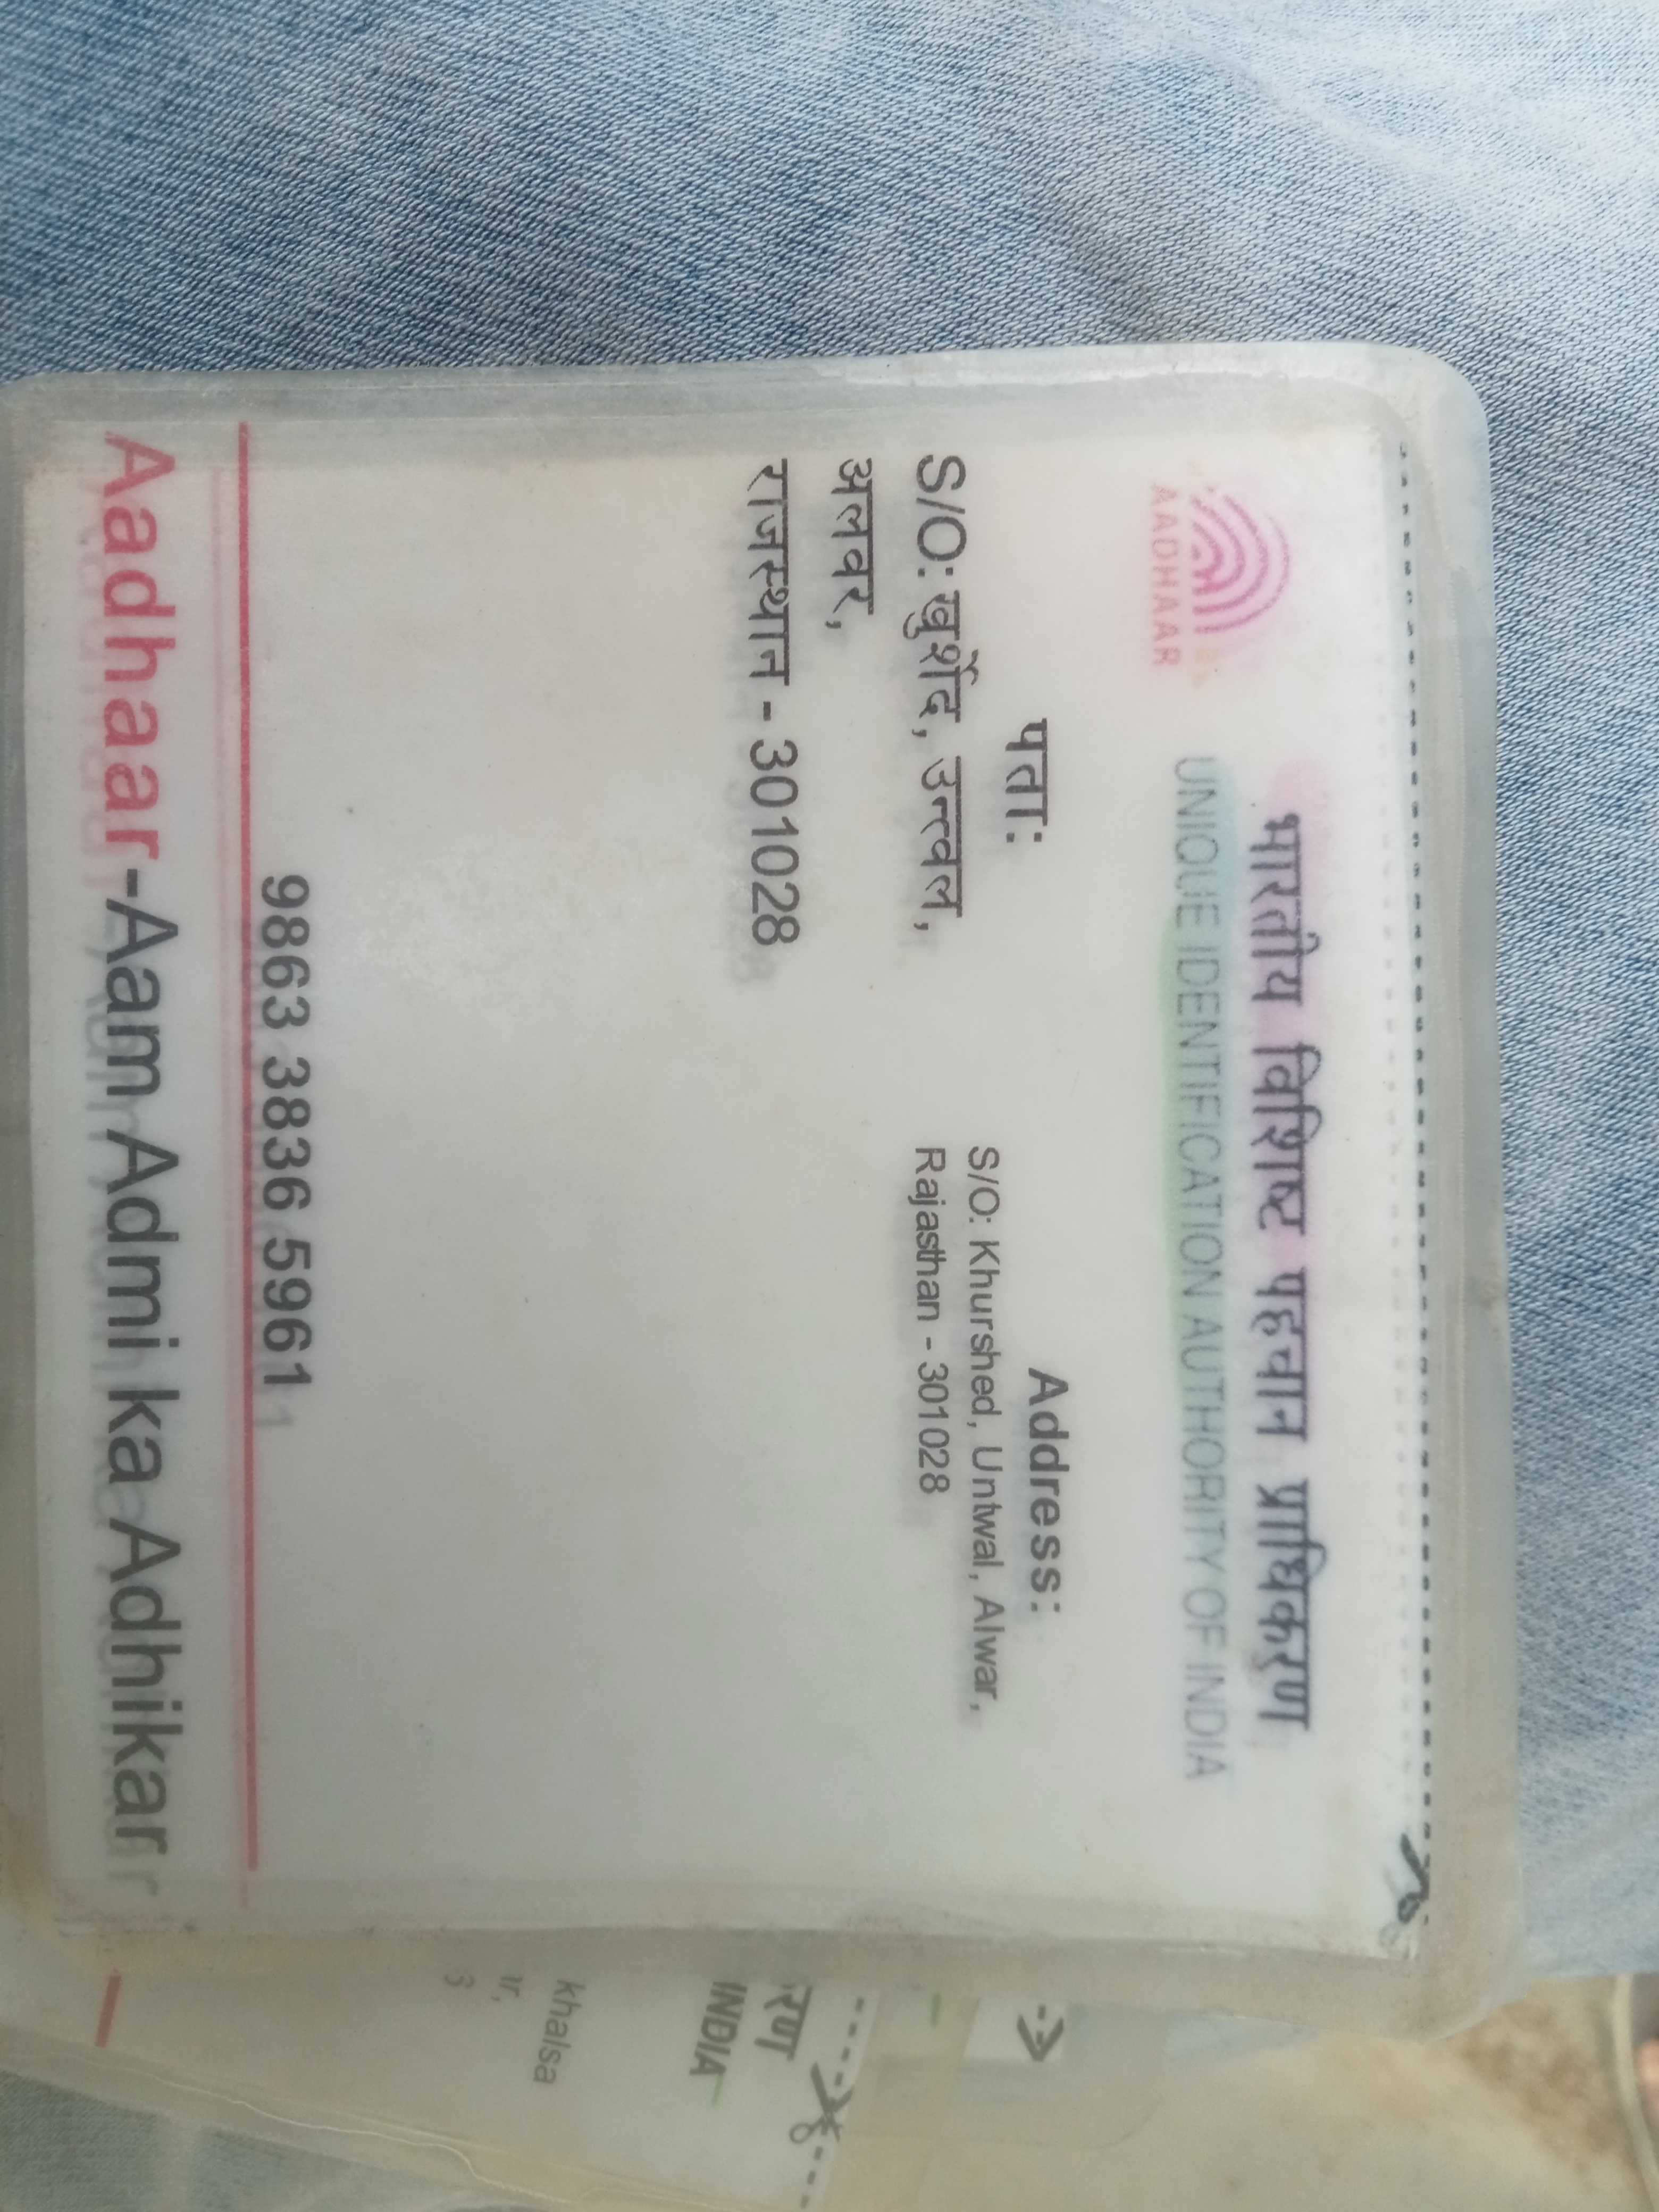 भारतीय विशिष्ट पहचान प्राधिकरण
UNIQUE IDENTIFICATION AUTHORITY OF INDIA
AADHAAR
पता:
S/O: खुर्शेद, उन्त्वल,
अलवर,
राजस्थान - 301028
Address:
S/O: Khurshed, Untwal, Alwar,
Rajasthan - 301028
9863 3836 5961
Aadhaar-Aam Admi ka Adhikar
रण
INDIA
khalsa